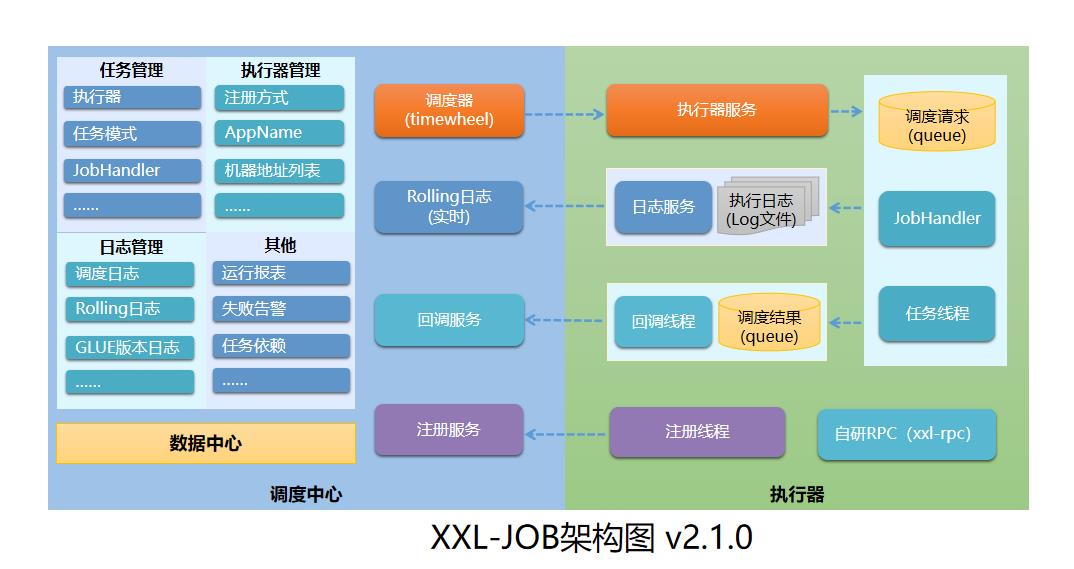 任务管理
执行器
任务模式
JobHandler
......
执行器管理
注册方式
AppName
机器地址列表
......
日志管理
调度日志
Rolling日志
GLUE版本日志
......
其他
运行报表
失败告警
任务依赖
......
数据中心
调度器
(timewheel)
Rolling日志
(实时)
回调服务
注册服务
调度中心
执行器服务
日志服务
执行日志
(Log文件)
回调线程
调度结果
(queue)
注册线程
调度请求
(queue)
JobHandler
任务线程
自研RPC（xxl-rpc）
执行器
XXL-JOB架构图 v2.1.0